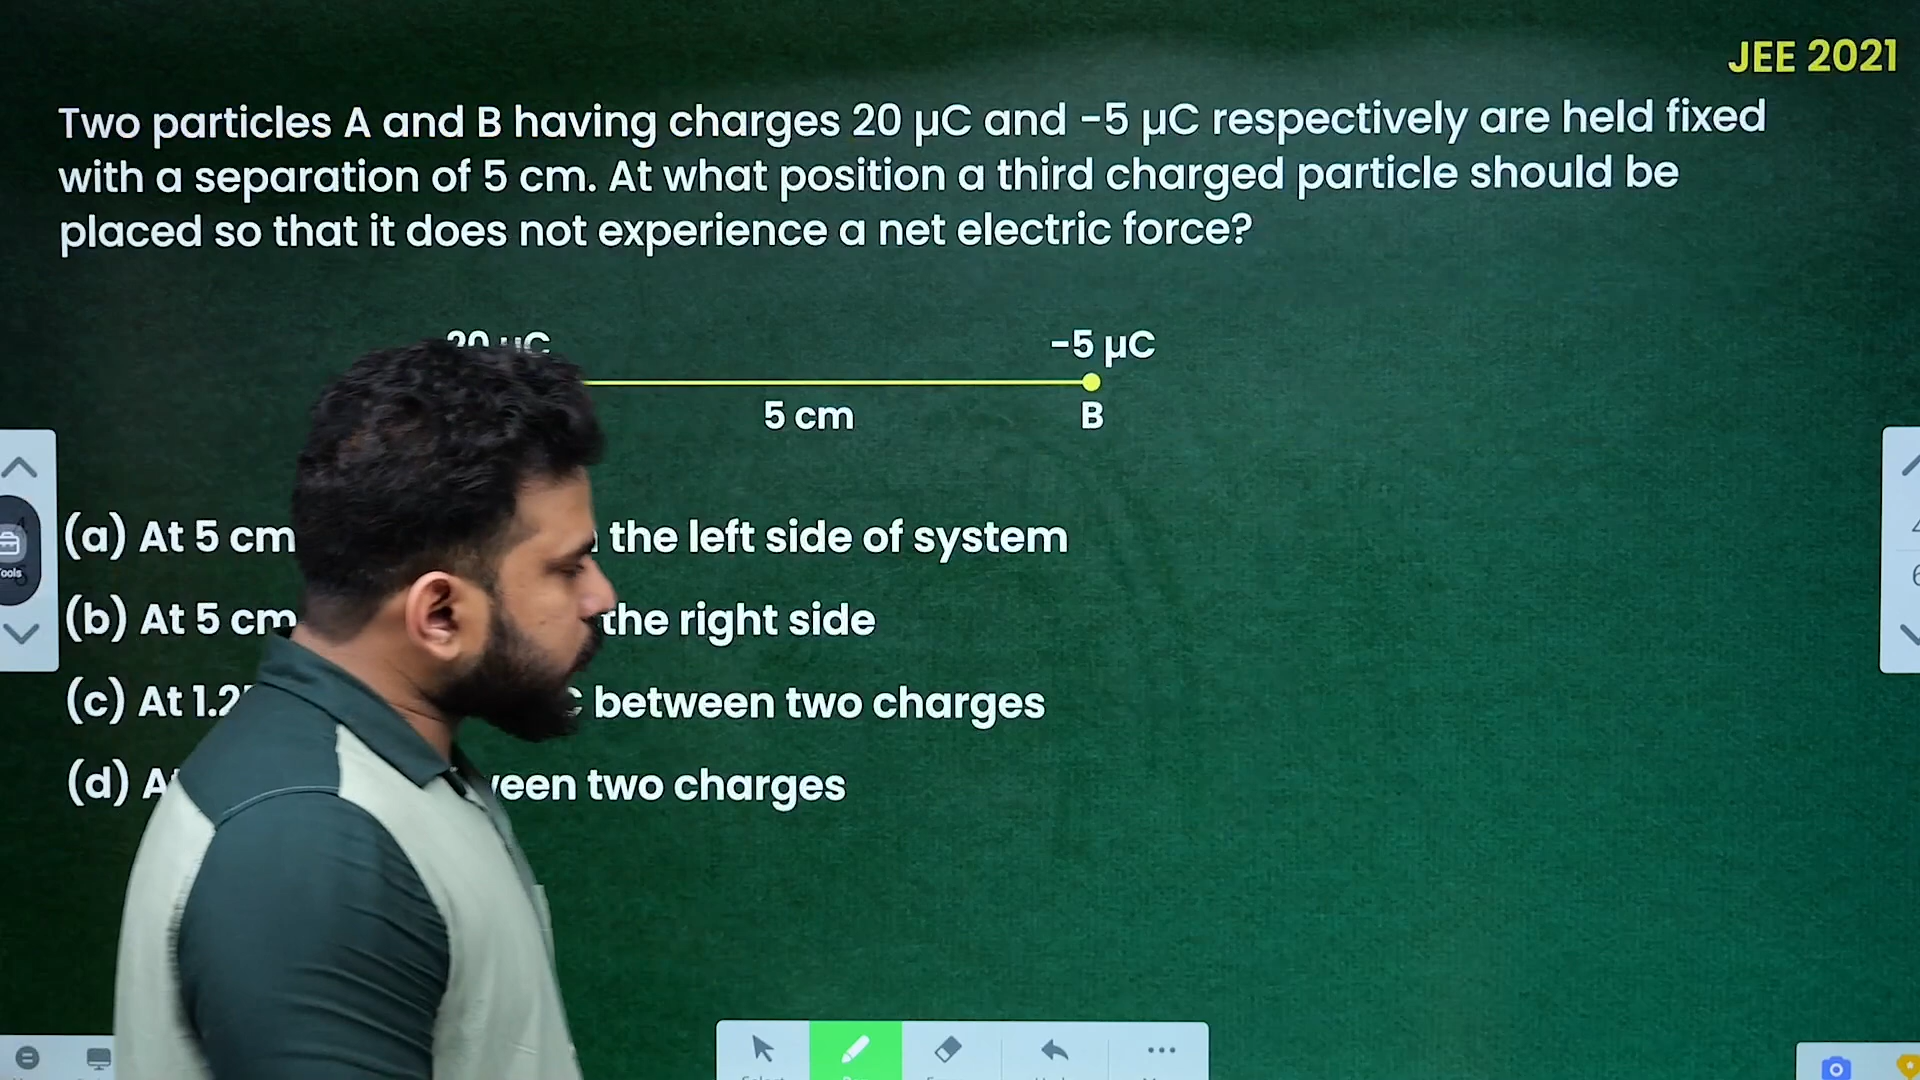 JEE 2021
Two particles A and B having charges 20 μC and -5 μC respectively are held fixed
with a separation of 5 cm. At what position a third charged particle should be
placed so that it does not experience a net electric force?
20 μC
-5 μC
5 cm
B
(a) At 5 cm the left side of system
(b) At 5 cm the right side
(c) At between two charges
(d) two charges